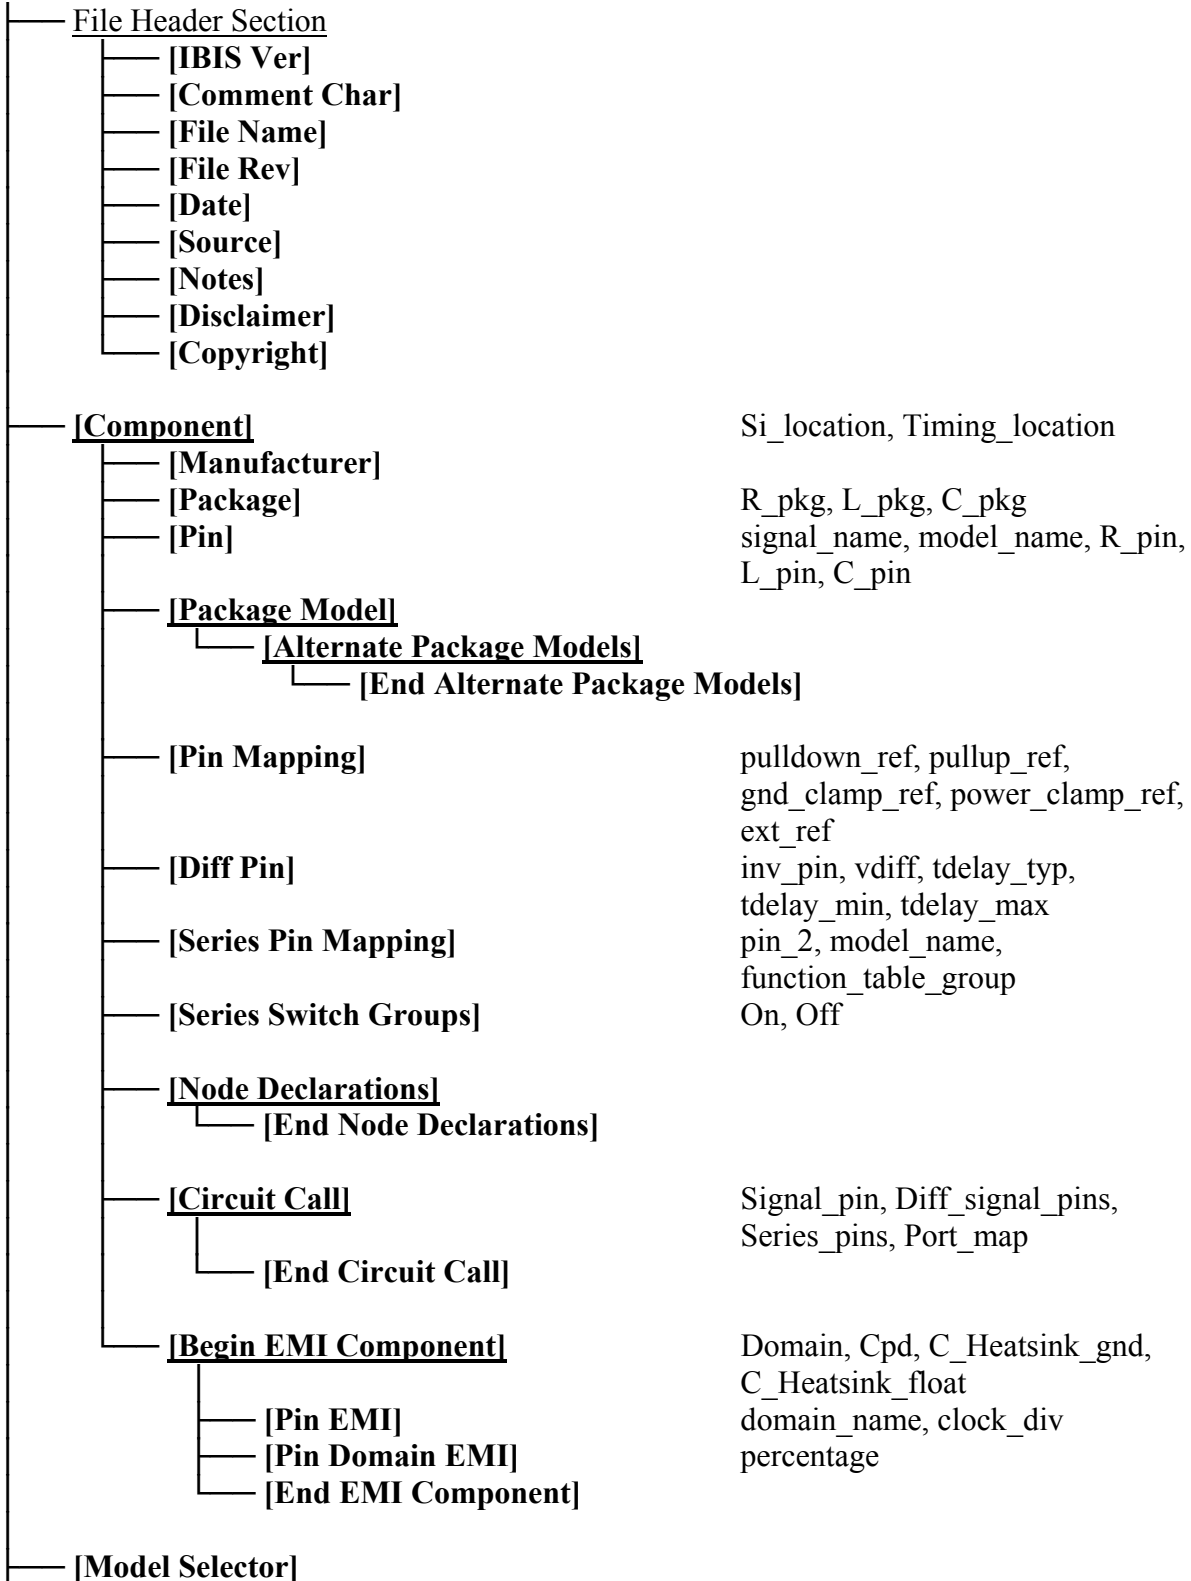 File Header Section
[IBIS Ver]
[Comment Char]
[File Name]
[File Rev]
[Date]
[Source]
[Notes]
[Disclaimer]
[Copyright]
[Component] Si_location, Timing_location
[Manufacturer]
[Package] R_pkg, L_pkg, C_pkg
[Pin] signal_name, model_name, R_pin,
L_pin, C_pin
[Package Model]
[Alternate Package Models]
[End Alternate Package Models]
[Pin Mapping] pulldown_ref, pullup_ref,
gnd_clamp_ref, power_clamp_ref,
ext_ref
[Diff Pin] inv_pin, vdiff, tdelay_typ,
tdelay_min, tdelay_max
[Series Pin Mapping] pin_2, model_name,
function_table_group
[Series Switch Groups] On, Off
[Node Declarations]
[End Node Declarations]
[Circuit Call] Signal_pin, Diff_signal_pins,
Series_pins, Port_map
[End Circuit Call]
[Begin EMI Component] Domain, Cpd, C_Heatsink_gnd,
C_Heatsink_float
[Pin EMI] domain_name, clock_div
[Pin Domain EMI] percentage
[End EMI Component]
[Model Selector]